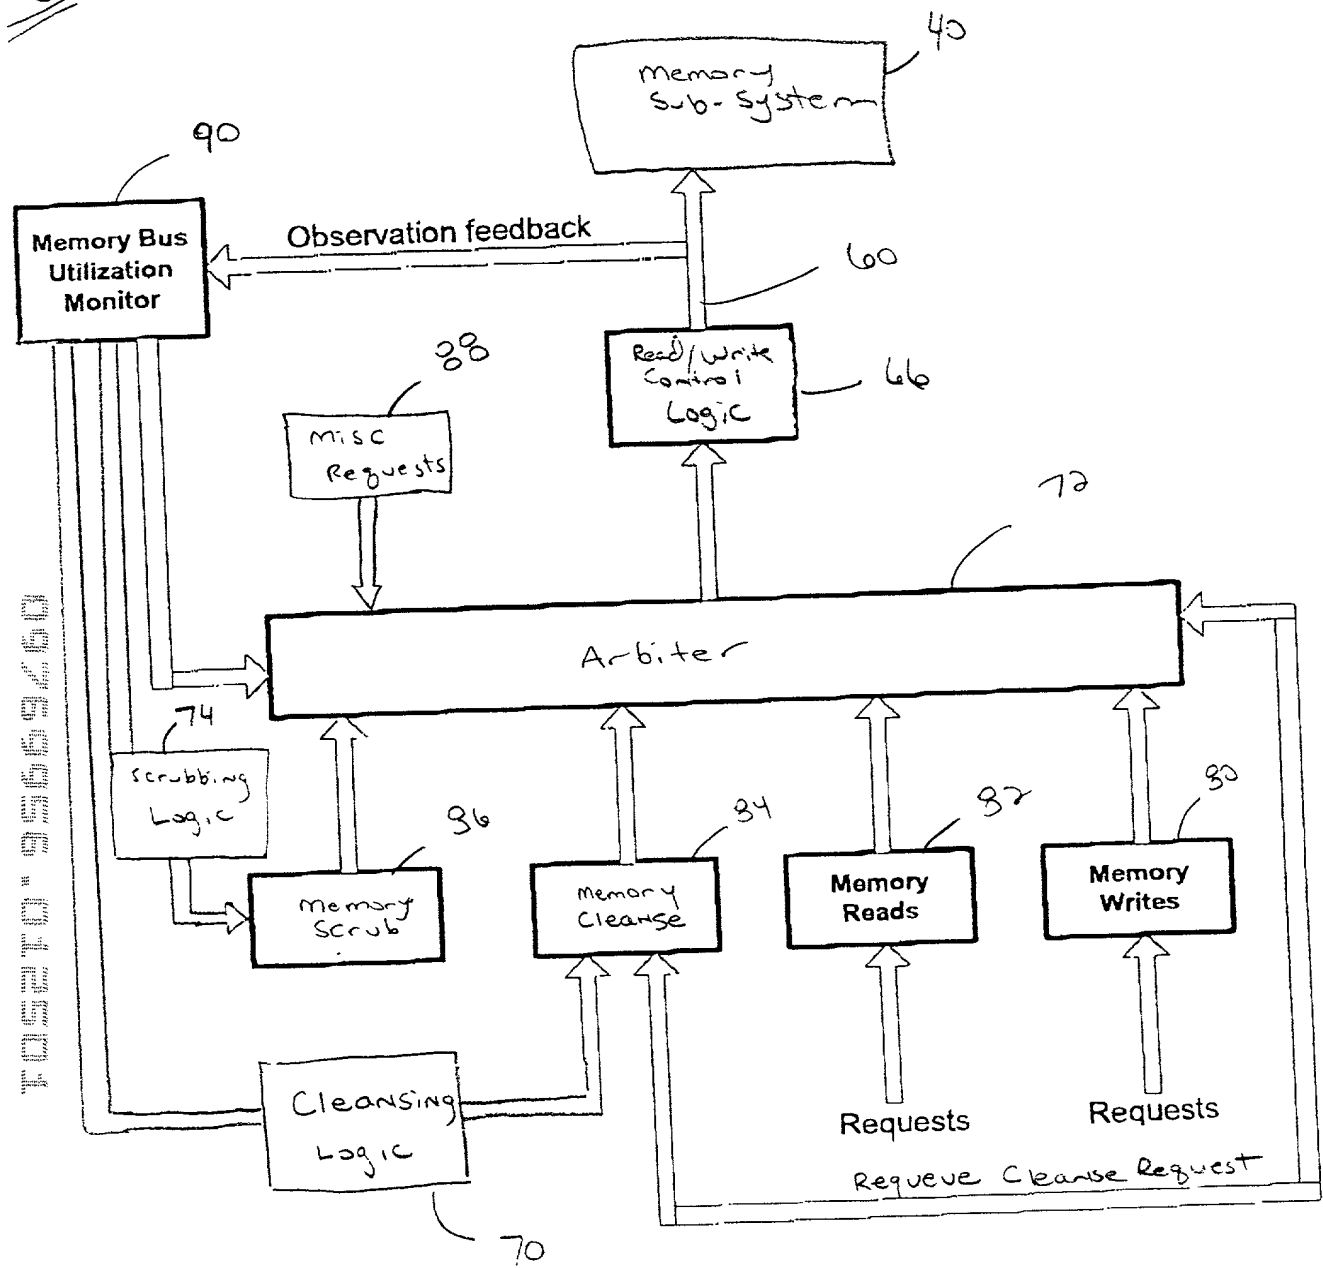 40
Memory
Sub-System
90
Memory Bus
Utilization
Monitor
Observation feedback
60
Read/Write
Control
Logic
66
88
Misc
Requests
72
Arbiter
74
Scrubbing
Logic
86
Memory
Scrub
84
Memory
Cleanse
82
Memory
Reads
80
Memory
Writes
Cleansing
Logic
70
Requests
Requests
Requeue Cleanse Request